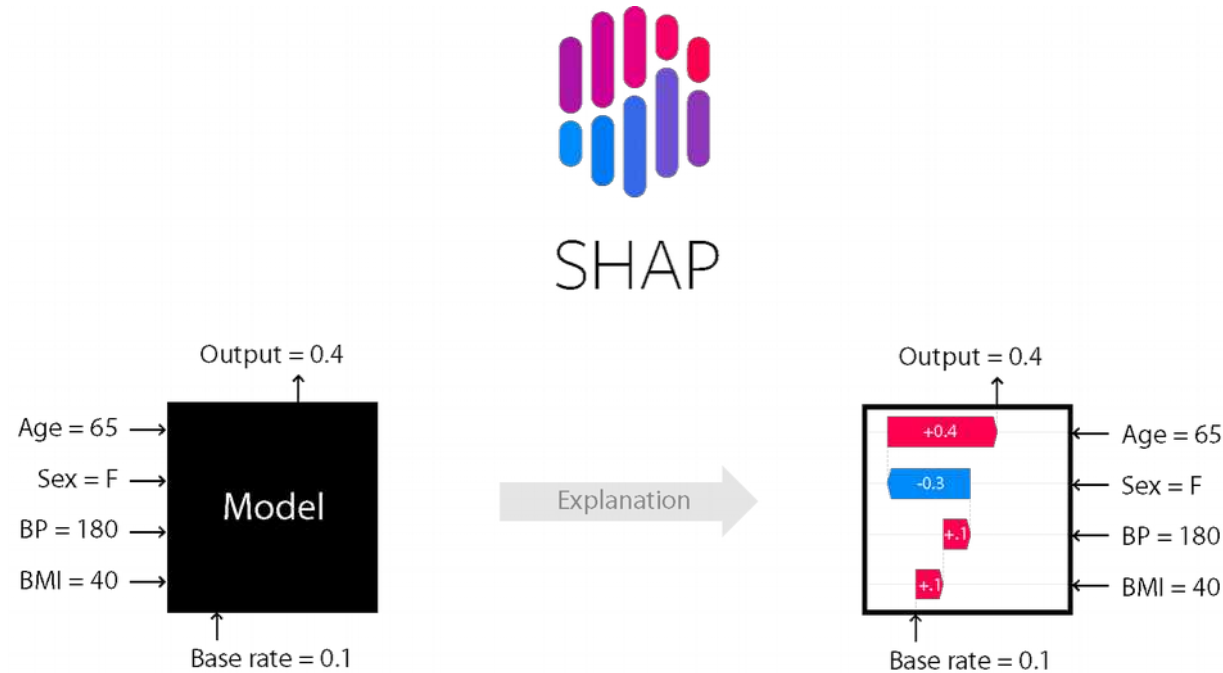 SHAP
Output = 0.4
Age = 65
Sex = F
BP = 180
BMI = 40
Model
Base rate = 0.1
Explanation
Output = 0.4
+0.4
Age = 65
-0.3
Sex = F
+.1
BP = 180
+.1
BMI = 40
Base rate = 0.1